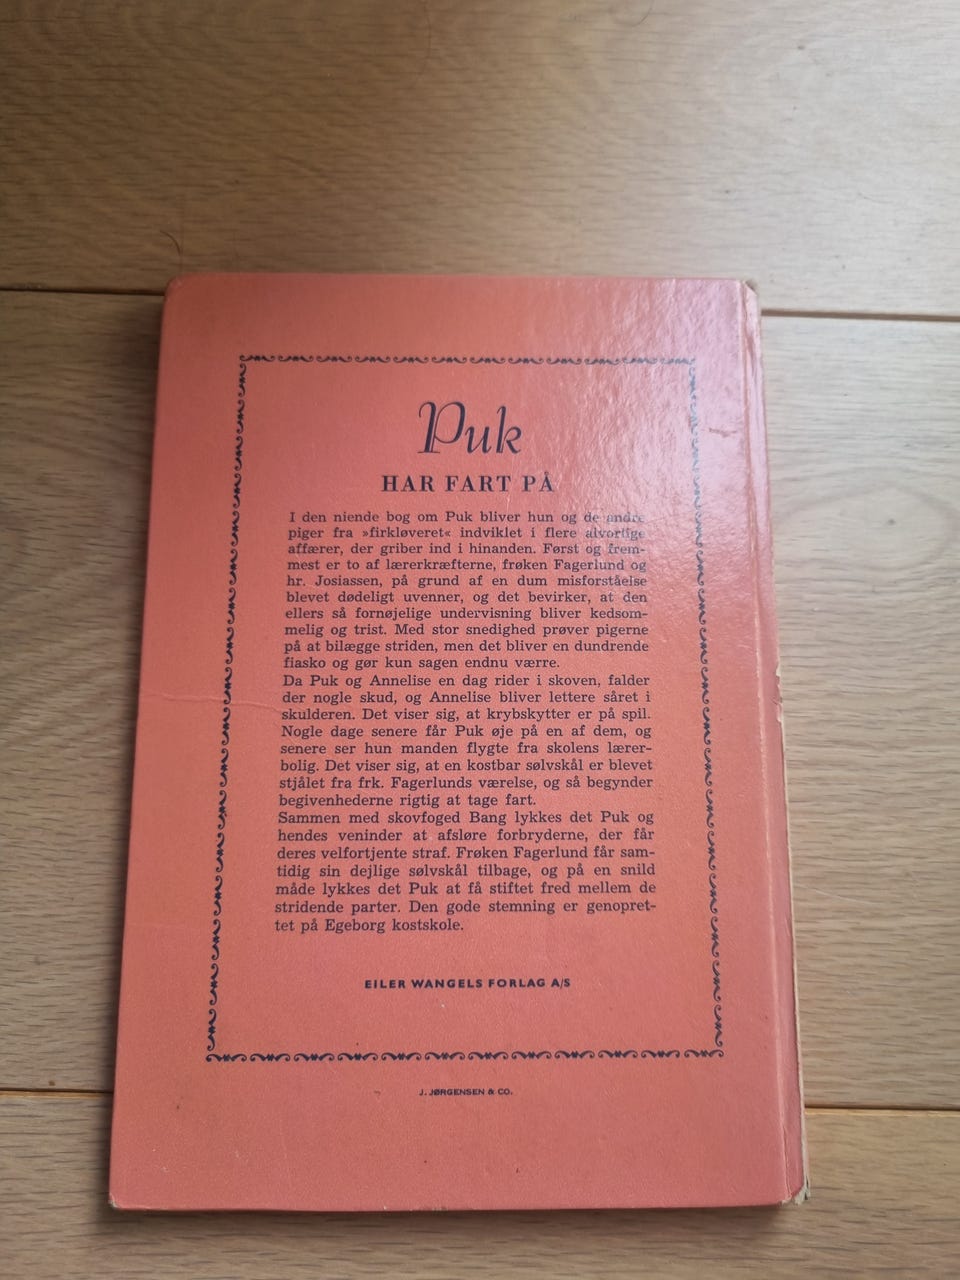 Puk
HAR FART PÅ
I den niende bog om Puk bliver hun og de andre
piger fra »firkløveret« indviklet i flere alvorlige
affærer, der griber ind i hinanden. Først og frem-
mest er to af lærerkræfterne, frøken Fagerlund og
hr. Josiassen, på grund af en dum misforståelse
blevet dødeligt uvenner, og det bevirker, at den
ellers så fornøjelige undervisning bliver kedsom-
melig og trist. Med stor snedighed prøver pigerne
på at bilægge striden, men det bliver en dundrende
fiasko og gør kun sagen endnu værre.
Da Puk og Annelise en dag rider i skoven, falder
der nogle skud, og Annelise bliver lettere såret i
skulderen. Det viser sig, at krybskytter er på spil.
Nogle dage senere får Puk øje på en af dem, og
senere ser hun manden flygte fra skolens lærer-
bolig. Det viser sig, at en kostbar sølvskål er blevet
stjålet fra frk. Fagerlunds værelse, og så begynder
begivenhederne rigtig at tage fart.
Sammen med skovfoged Bang lykkes det Puk og
hendes veninder at afsløre forbryderne, der får
deres velfortjente straf. Frøken Fagerlund får sam-
tidig sin dejlige sølvskål tilbage, og på en snild
måde lykkes det Puk at få stiftet fred mellem de
stridende parter. Den gode stemning er genopret-
tet på Egeborg kostskole.
EILER WANGELS FORLAG A/S
J. JØRGENSEN & CO.